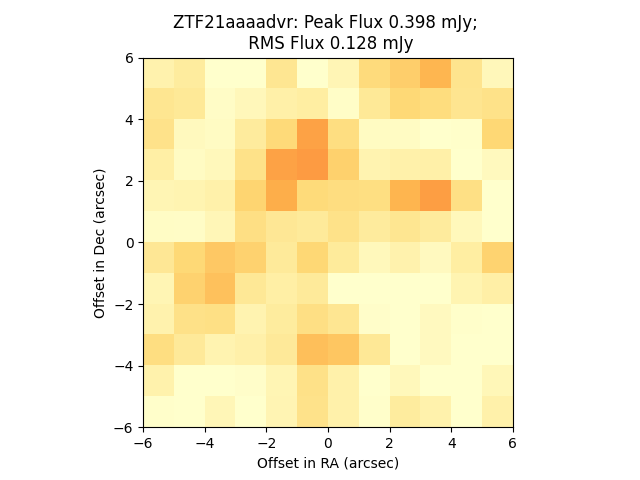 ZTF21aaaadvr: Peak Flux 0.398 mJy;
RMS Flux 0.128 mJy
6
4
2
0
−2
−4
−6
Offset in Dec (arcsec)
−6 −4 −2 0 2 4 6
Offset in RA (arcsec)